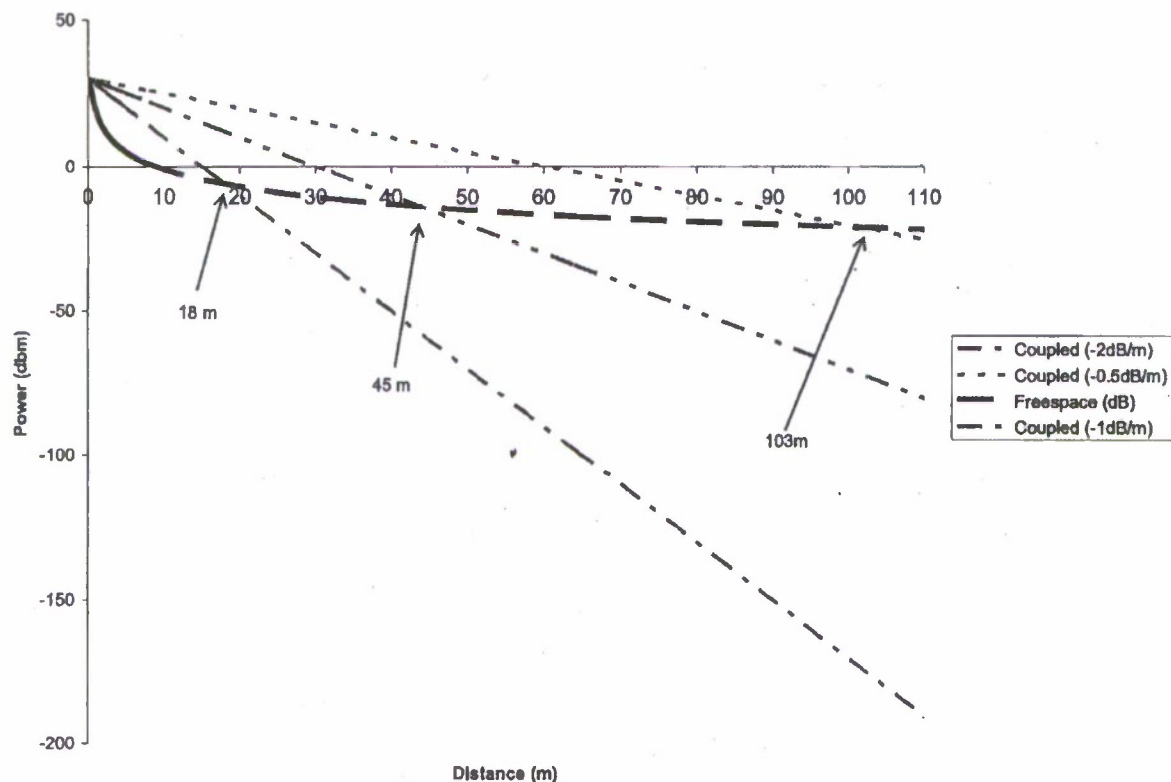 50
0
-50
-100
-150
-200
0 10 20 30 40 50 60 70 80 90 100 110
18 m
45 m
103m
Power (dbm)
Distance (m)
Coupled (-2dB/m)
Coupled (-0.5dB/m)
Freespace (dB)
Coupled (-1dB/m)